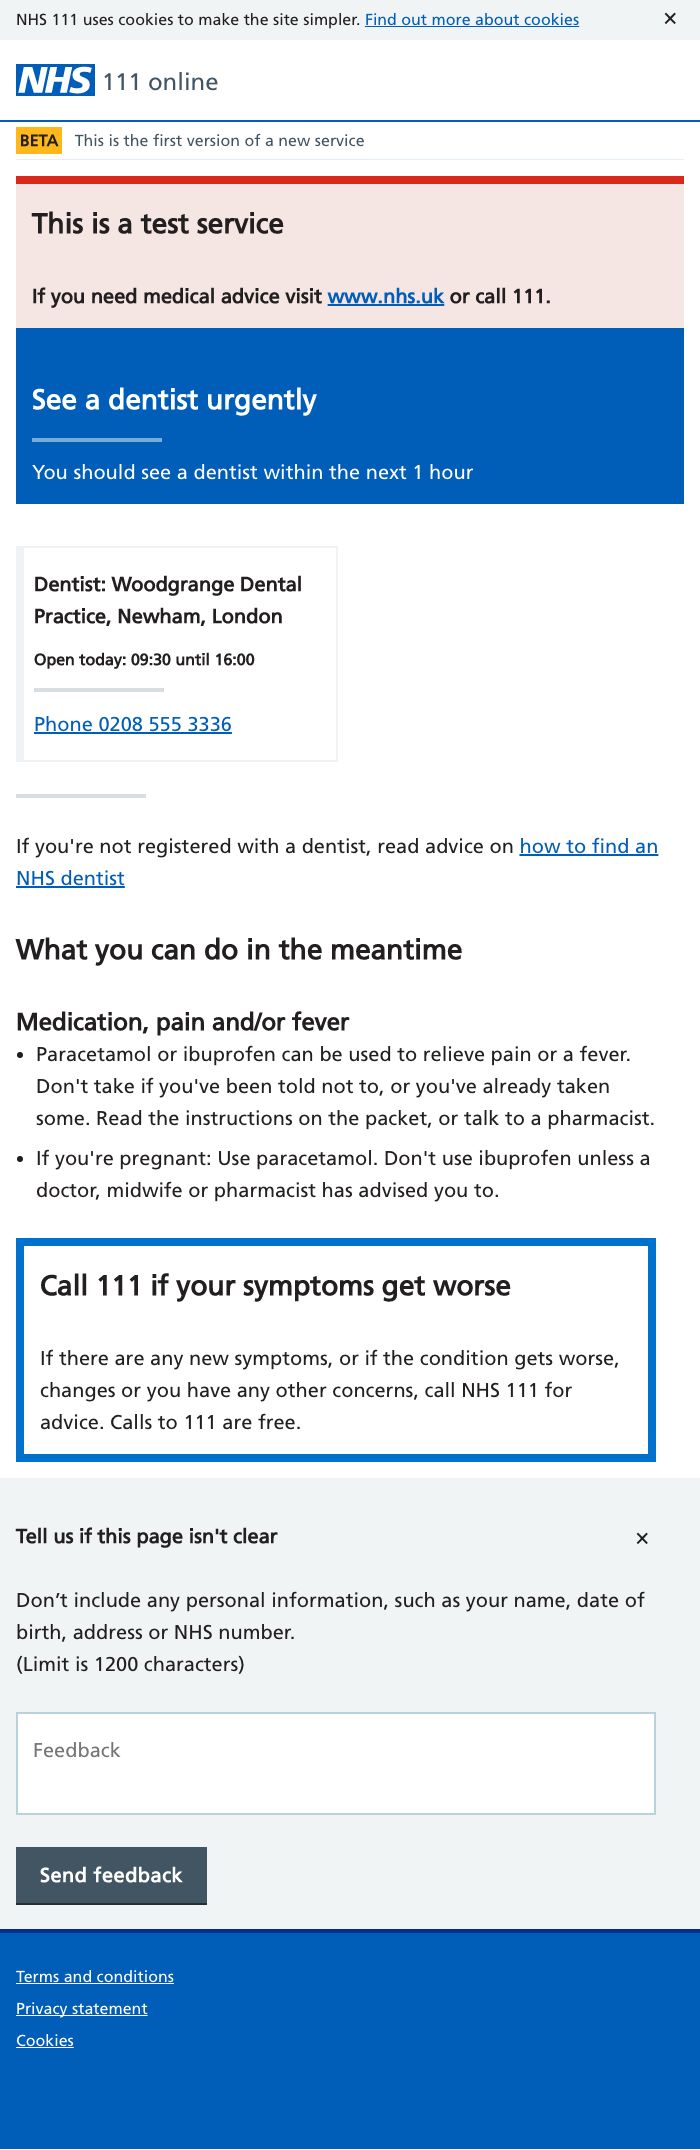 NHS 111 uses cookies to make the site simpler. Find out more about cookies ✕
NHS 111 online
BETA This is the first version of a new service
This is a test service
If you need medical advice visit www.nhs.uk or call 111.
See a dentist urgently
You should see a dentist within the next 1 hour
Dentist: Woodgrange Dental
Practice, Newham, London
Open today: 09:30 until 16:00
Phone 0208 555 3336
If you're not registered with a dentist, read advice on how to find an
NHS dentist
What you can do in the meantime
Medication, pain and/or fever
• Paracetamol or ibuprofen can be used to relieve pain or a fever.
Don't take if you've been told not to, or you've already taken
some. Read the instructions on the packet, or talk to a pharmacist.
• If you're pregnant: Use paracetamol. Don't use ibuprofen unless a
doctor, midwife or pharmacist has advised you to.
Call 111 if your symptoms get worse
If there are any new symptoms, or if the condition gets worse,
changes or you have any other concerns, call NHS 111 for
advice. Calls to 111 are free.
Tell us if this page isn't clear ✕
Don’t include any personal information, such as your name, date of
birth, address or NHS number.
(Limit is 1200 characters)
Feedback
Send feedback
Terms and conditions
Privacy statement
Cookies